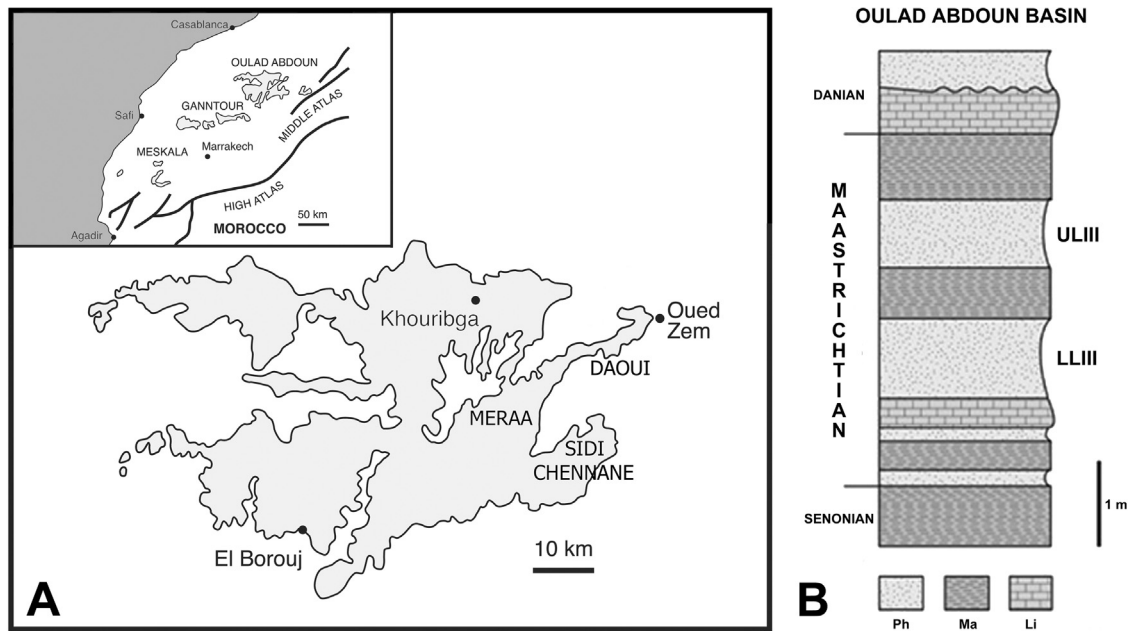 Casablanca
OULAD ABDOUN
GANNTOUR
MIDDLE ATLAS
Safi
MESKALA
Marrakech
HIGH ATLAS
50 km
MOROCCO
Agadir
Khouribga
Oued
Zem
DAOUI
MERAA
SIDI
CHENNANE
El Borouj
10 km
A
OULAD ABDOUN BASIN
DANIAN
MAASTRICHTIAN
ULIII
LLIII
SENONIAN
1 m
B
Ph
Ma
Li